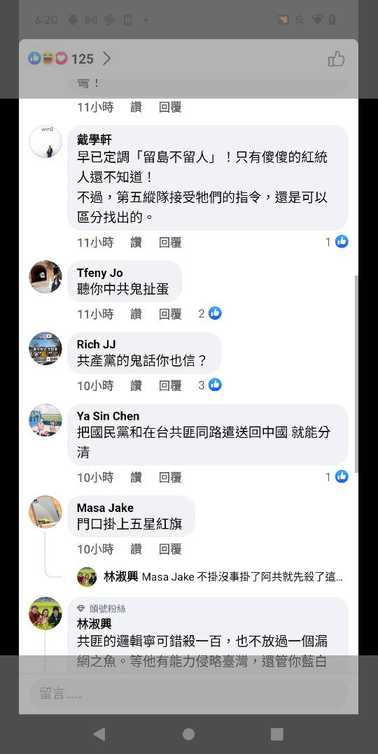 6:20
125
彎！
11小時 讚 回覆
戴學軒
早已定調「留島不留人」！只有傻傻的紅統
人還不知道！
不過，第五縱隊接受牠們的指令，還是可以
區分找出的。
11小時 讚 回覆 1
Tfeny Jo
聽你中共鬼扯蛋
11小時 讚 回覆 2
Rich JJ
共產黨的鬼話你也信？
10小時 讚 回覆 3
Ya Sin Chen
把國民黨和在台共匪同路遣送回中國 就能分
清
10小時 讚 回覆 1
Masa Jake
門口掛上五星紅旗
10小時 讚 回覆
林淑興 Masa Jake 不掛沒事掛了阿共就先殺了這…
頭號粉絲
林淑興
共匪的邏輯寧可錯殺一百，也不放過一個漏
網之魚。等他有能力侵略臺灣，還管你藍白
留言……